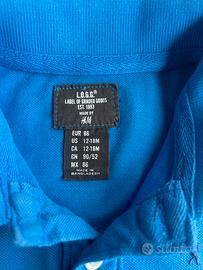 L.O.G.G.
LABEL OF GRADED GOODS
EST. 1993
MADE BY
H&M
EUR 86
US 12-18M
CA 12-18M
CN 90/52
MX 86
MADE IN
BANGLADESH
subito